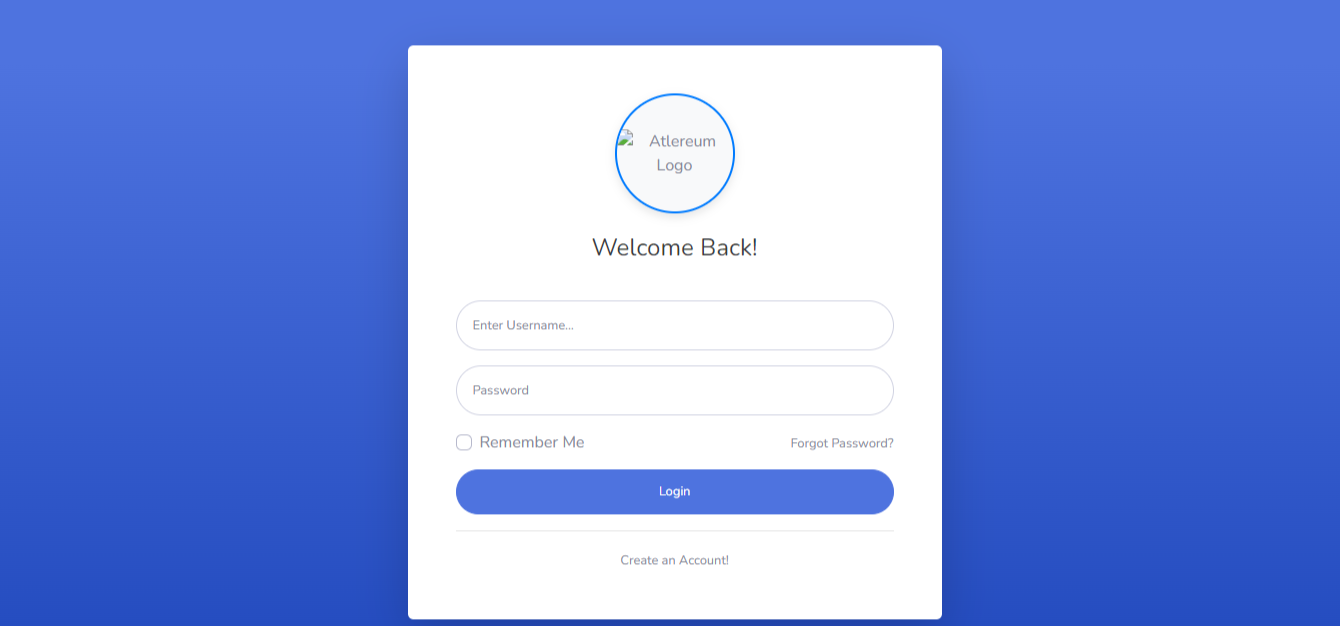 Atlereum
Logo
Welcome Back!
Enter Username...
Password
Remember Me
Forgot Password?
Login
Create an Account!